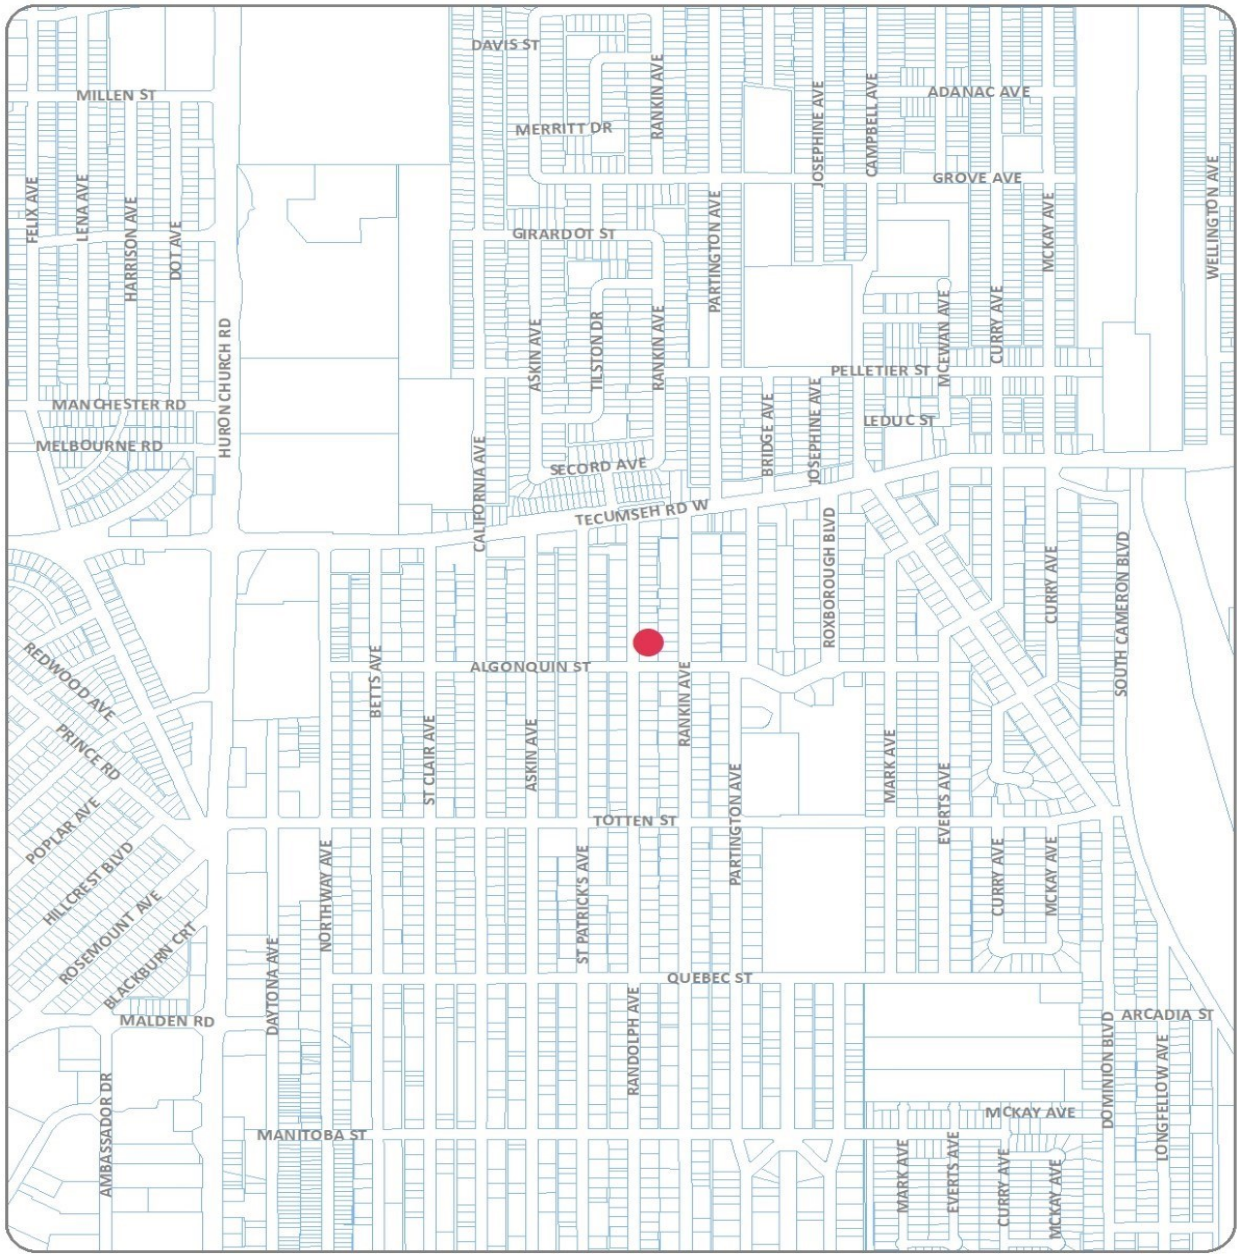 DAVIS ST
MILLEN ST
RANKIN AVE
JOSEPHINE AVE
CAMPBELL AVE
ADANAC AVE
MERRITT DR
FELIX AVE
LENA AVE
HARRISON AVE
DOT AVE
GROVE AVE
WELLINGTON AVE
PARTINGTON AVE
MCKAY AVE
GIRARDOT ST
HURON CHURCH RD
ASKIN AVE
TILSTON DR
RANKIN AVE
MCEWAN AVE
CURRY AVE
PELLETIER ST
MANCHESTER RD
MELBOURNE RD
BRIDGE AVE
JOSEPHINE AVE
LEDUC ST
CALIFORNIA AVE
SECORD AVE
TECUMSEH RD W
ROXBOROUGH BLVD
CURRY AVE
SOUTH CAMERON BLVD
REDWOOD AVE
BETTS AVE
ALGONQUIN ST
RANKIN AVE
PRINCE RD
ST CLAIR AVE
ASKIN AVE
MARK AVE
EVERTS AVE
POPLAR AVE
TOTTEN ST
PARTINGTON AVE
HILLCREST BLVD
NORTHWAY AVE
ST PATRICK'S AVE
CURRY AVE
MCKAY AVE
ROSEMOUNT AVE
BLACKBURN CRT
DAYTONA AVE
QUEBEC ST
MALDEN RD
RANDOLPH AVE
ARCADIA ST
DOMINION BLVD
LONGFELLOW AVE
AMBASSADOR DR
MCKAY AVE
MANITOBA ST
MARK AVE
EVERTS AVE
CURRY AVE
MCKAY AVE